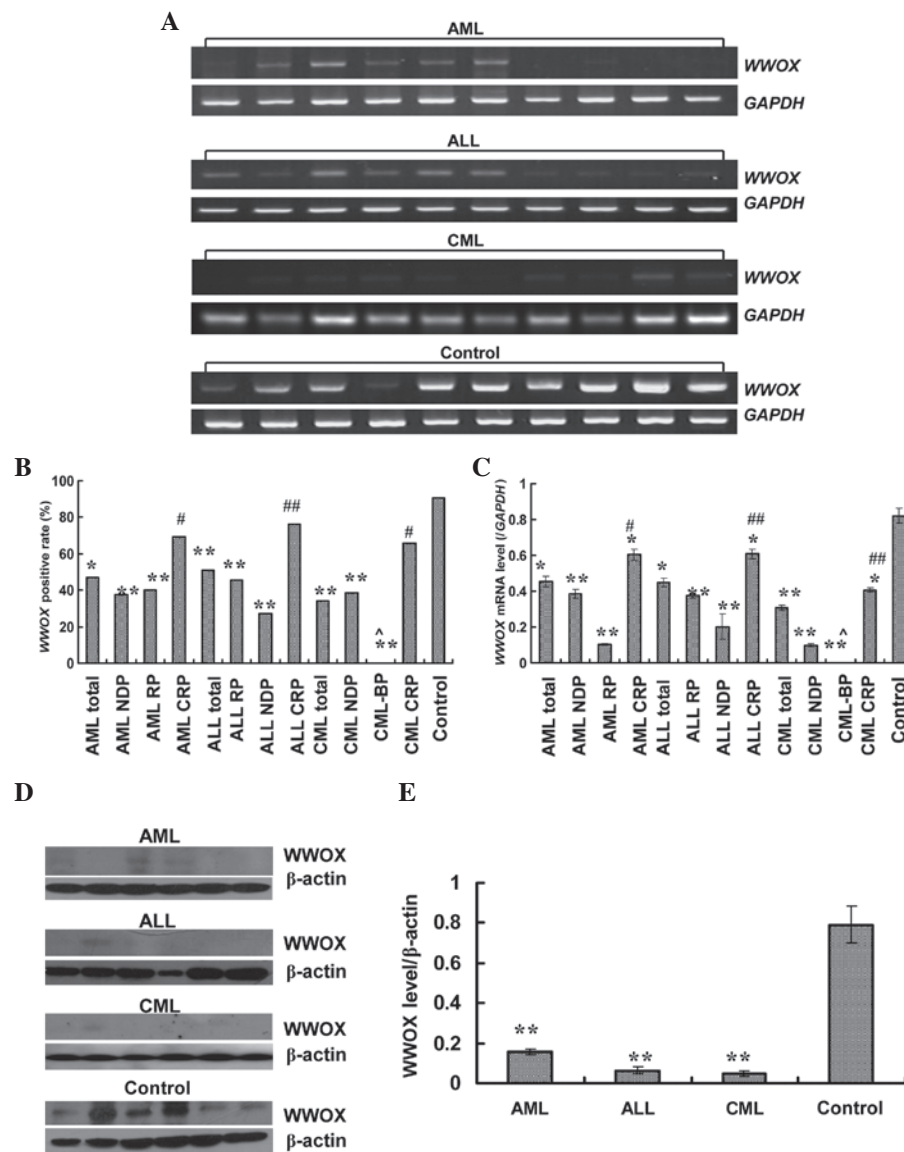 A
AML
WWOX
GAPDH
ALL
WWOX
GAPDH
CML
WWOX
GAPDH
Control
WWOX
GAPDH
B
WWOX positive rate (%)
100
80
60
40
20
0
*
**
**
#
**
**
**
##
**
**
^
**
#
AML total
AML NDP
AML RP
AML CRP
ALL total
ALL RP
ALL NDP
ALL CRP
CML total
CML NDP
CML-BP
CML CRP
Control
C
WWOX mRNA level (/GAPDH)
1
0.8
0.6
0.4
0.2
0
*
**
**
#
*
*
**
**
##
*
**
**
^
**
##
*
AML total
AML NDP
AML RP
AML CRP
ALL total
ALL RP
ALL NDP
ALL CRP
CML total
CML NDP
CML-BP
CML CRP
Control
D
AML
WWOX
β-actin
ALL
WWOX
β-actin
CML
WWOX
β-actin
Control
WWOX
β-actin
E
WWOX level/β-actin
1
0.8
0.6
0.4
0.2
0
**
**
**
AML
ALL
CML
Control